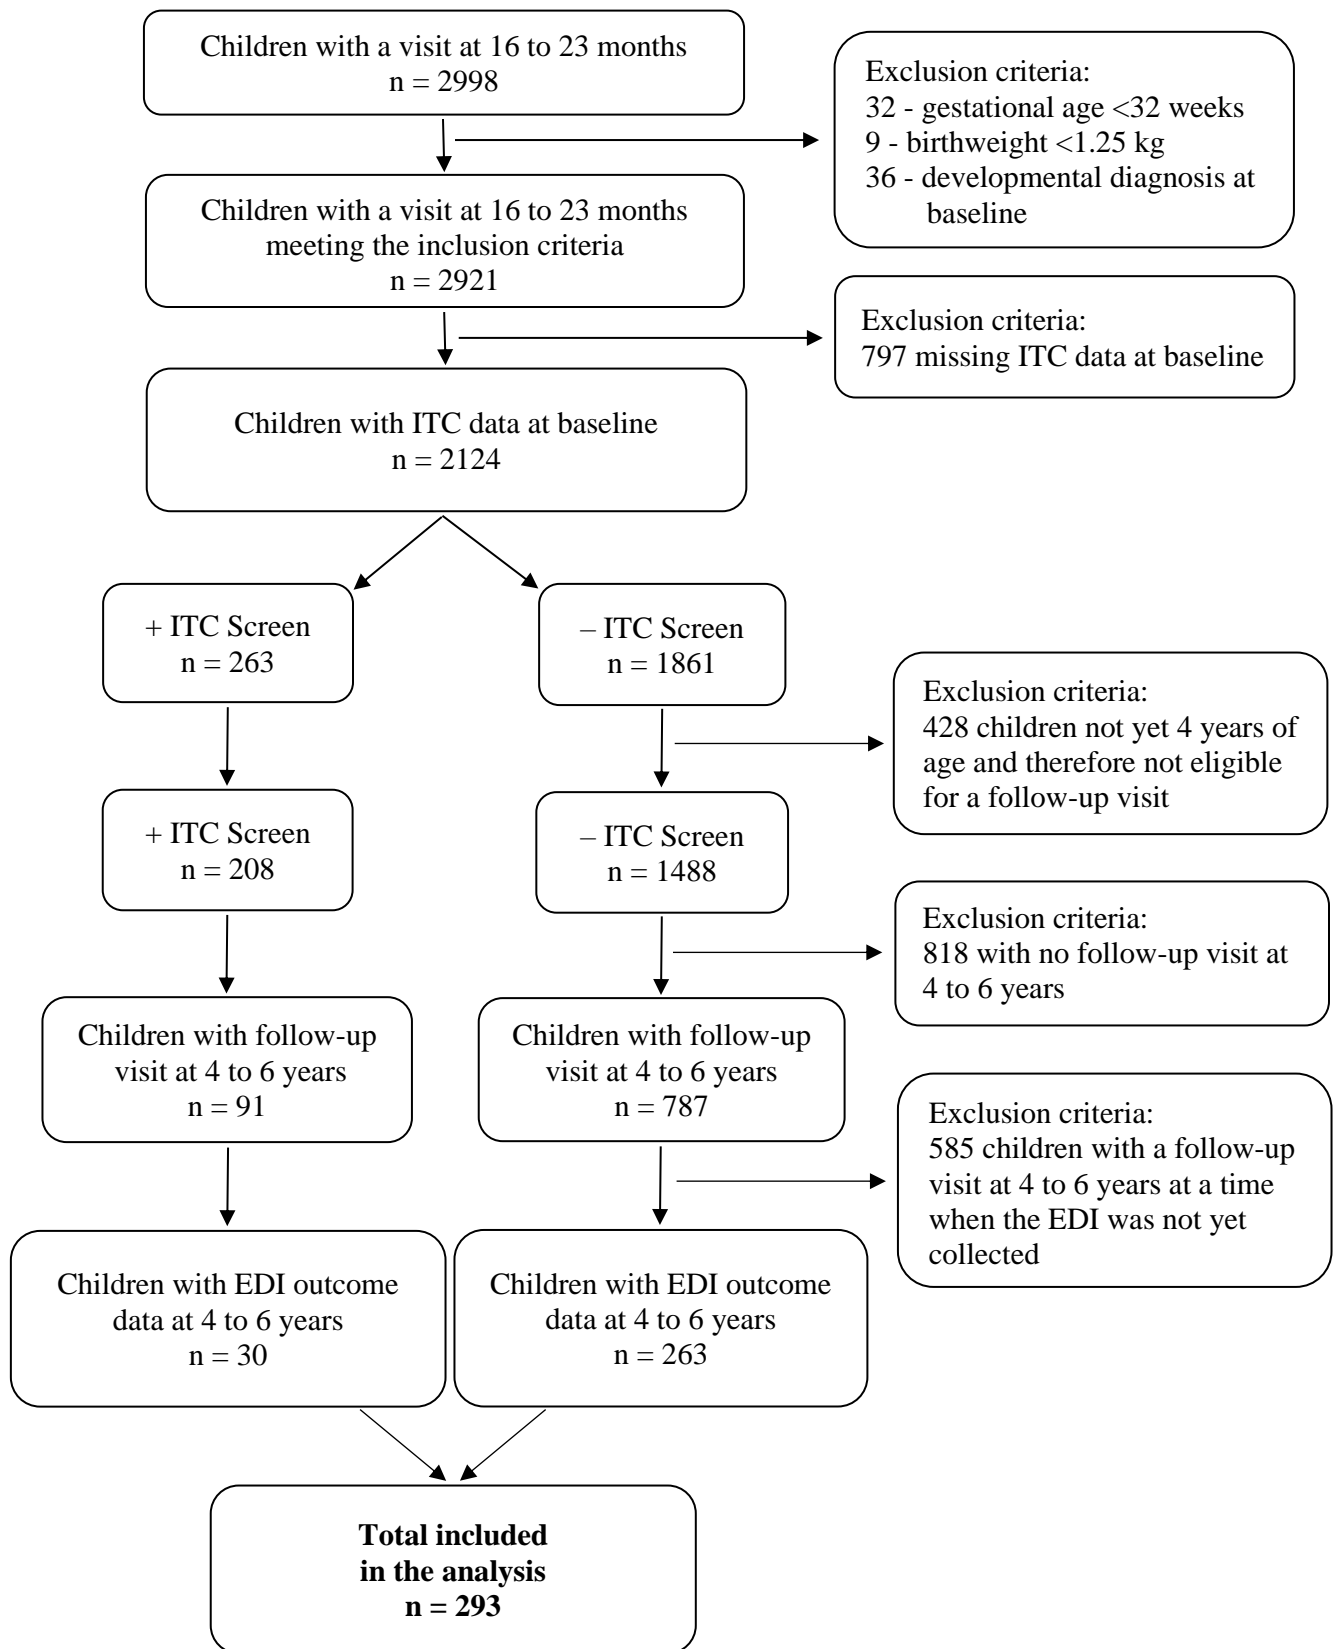 Children with a visit at 16 to 23 months
n = 2998
Exclusion criteria:
32 - gestational age <32 weeks
9 - birthweight <1.25 kg
36 - developmental diagnosis at
baseline
Children with a visit at 16 to 23 months
meeting the inclusion criteria
n = 2921
Exclusion criteria:
797 missing ITC data at baseline
Children with ITC data at baseline
n = 2124
+ ITC Screen
n = 263
– ITC Screen
n = 1861
Exclusion criteria:
428 children not yet 4 years of
age and therefore not eligible
for a follow-up visit
+ ITC Screen
n = 208
– ITC Screen
n = 1488
Exclusion criteria:
818 with no follow-up visit at
4 to 6 years
Children with follow-up
visit at 4 to 6 years
n = 91
Children with follow-up
visit at 4 to 6 years
n = 787
Exclusion criteria:
585 children with a follow-up
visit at 4 to 6 years at a time
when the EDI was not yet
collected
Children with EDI outcome
data at 4 to 6 years
n = 30
Children with EDI outcome
data at 4 to 6 years
n = 263
Total included
in the analysis
n = 293